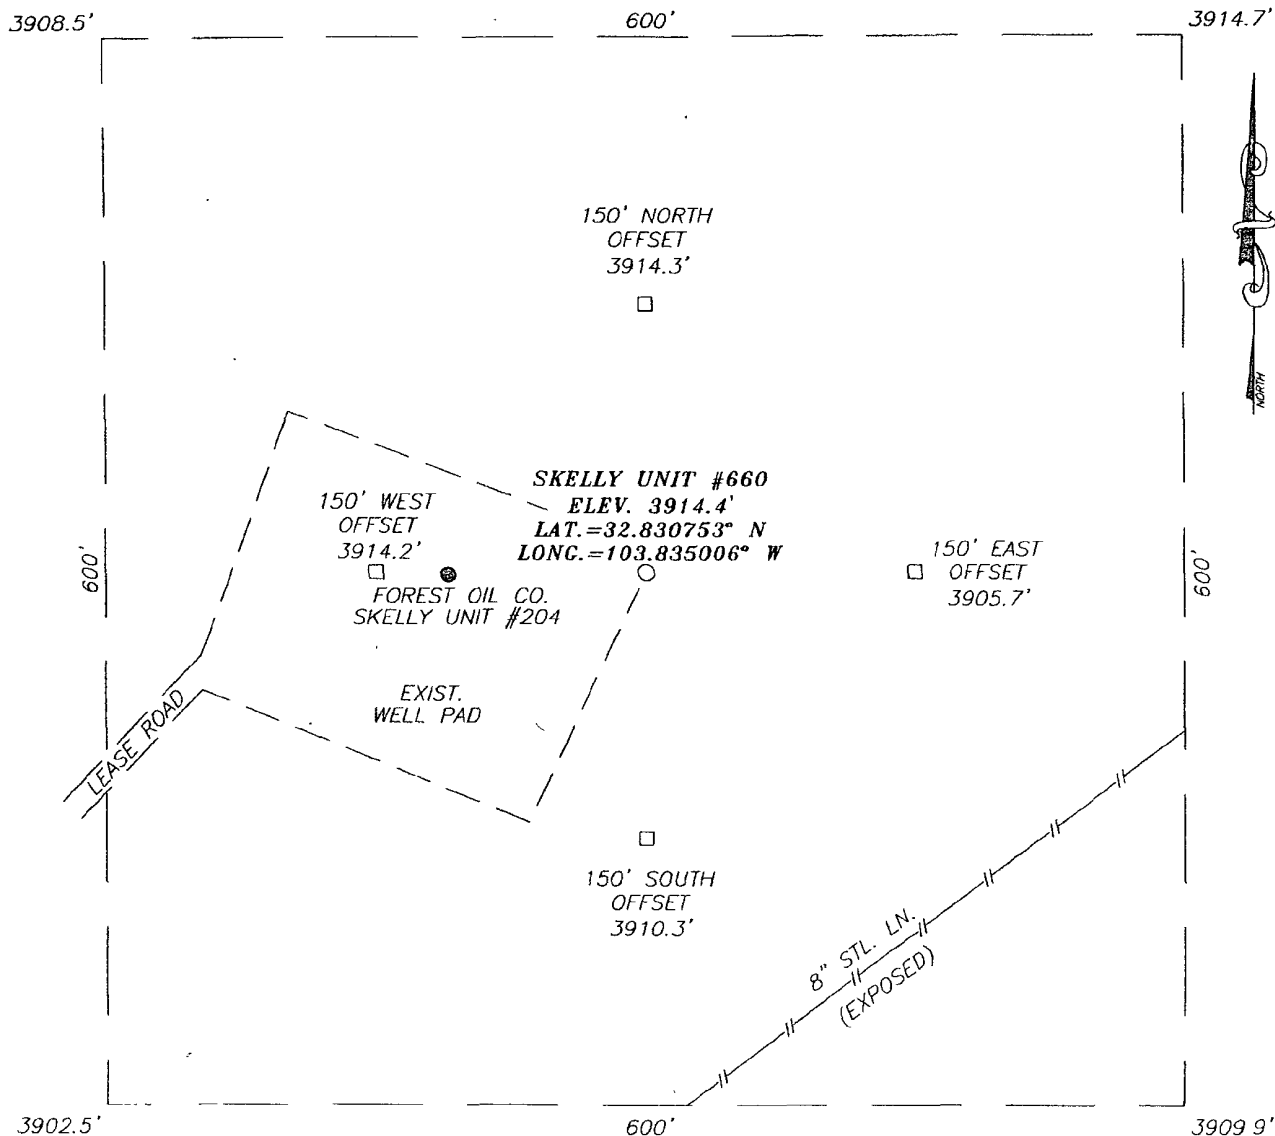 3908.5'
600'
3914.7'
150' NORTH
OFFSET
3914.3'
NORTH
SKELLY UNIT #660
ELEV. 3914.4'
LAT.=32.830753° N
LONG.=103.835006° W
150' WEST
OFFSET
3914.2'
FOREST OIL CO.
SKELLY UNIT #204
150' EAST
OFFSET
3905.7'
600'
600'
EXIST.
WELL PAD
LEASE ROAD
150' SOUTH
OFFSET
3910.3'
8" STL. LN.
(EXPOSED)
3902.5'
600'
3909 9'